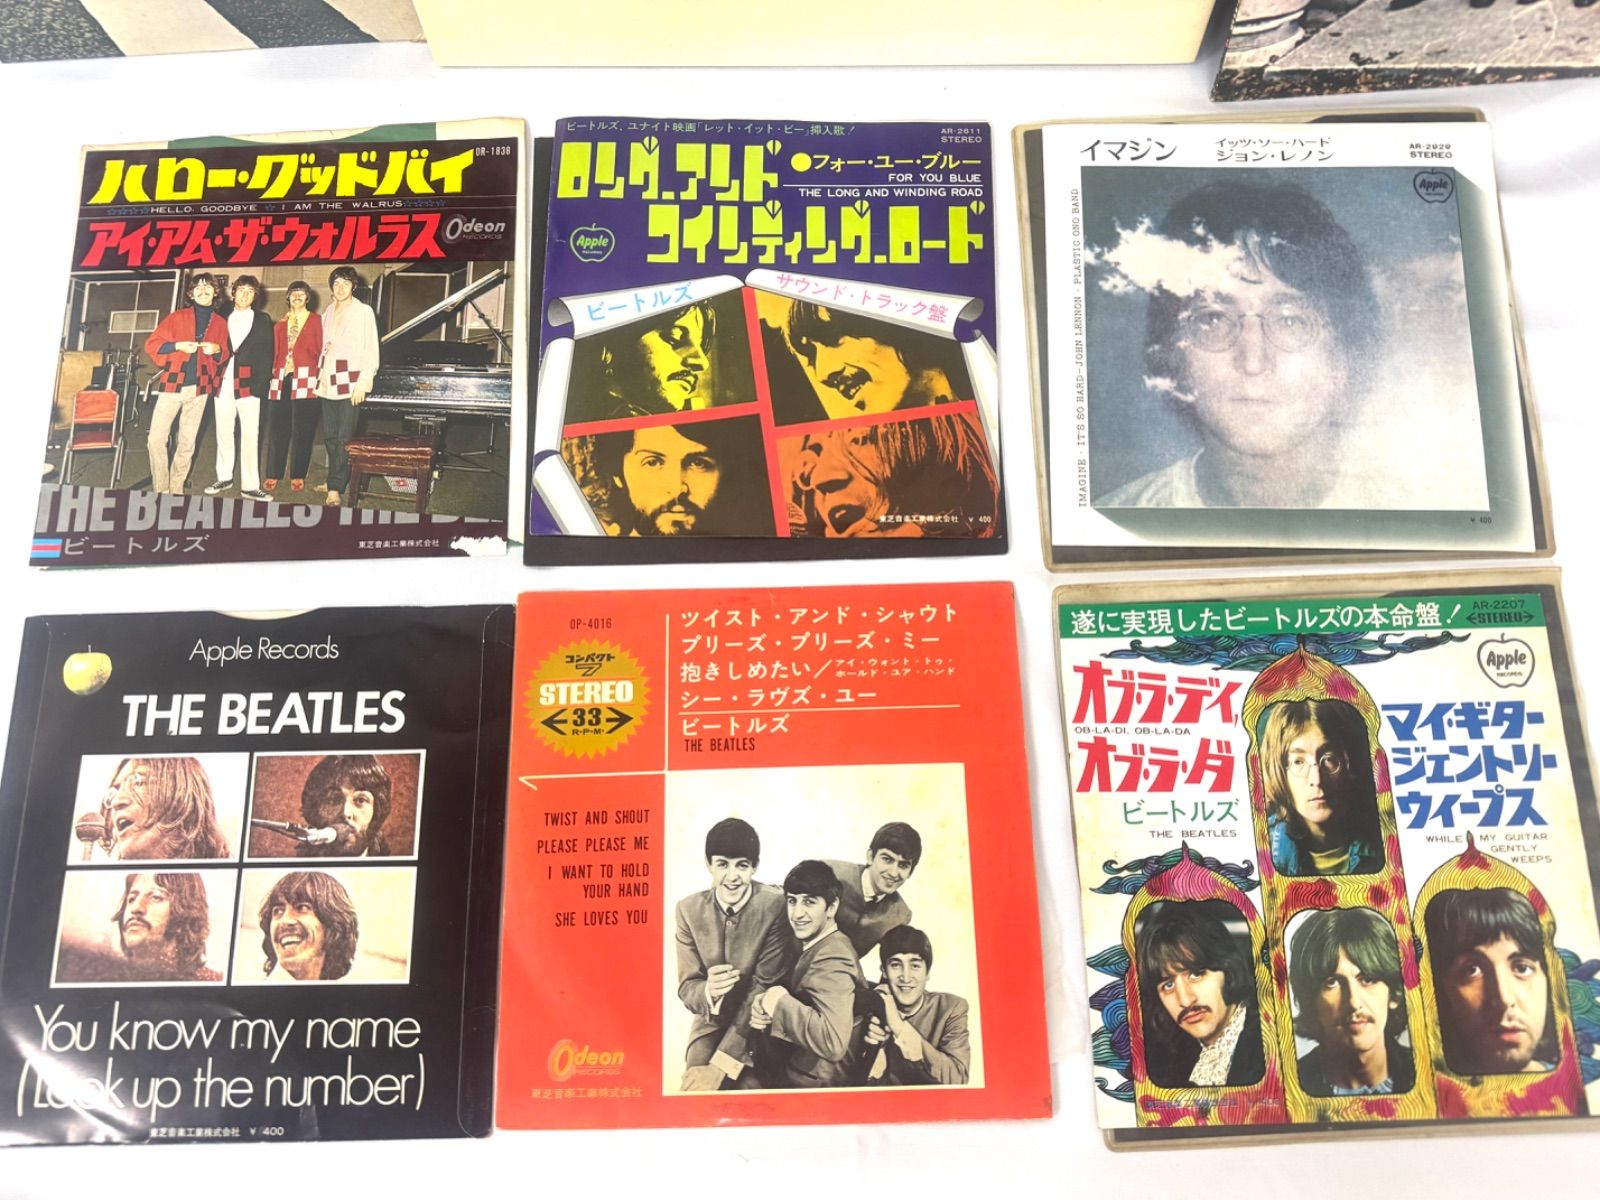 ハロー・グッドバイ
OR-1838
☆☆☆☆HELLO, GOODBYE ☆ I AM THE WALRUS☆☆☆☆
アイ・アム・ザ・ウォルラス
Odeon
RECORDS
THE BEATLES THE BE
ビートルズ
東芝音楽工業株式会社
ビートルズ、ユナイト映画「レット・イット・ビー」挿入歌!
AR-2611
STEREO
ロング・アンド
●フォー・ユー・ブルー
FOR YOU BLUE
THE LONG AND WINDING ROAD
ワインディング・ロード
Apple
RECORDS
ビートルズ
サウンド・トラック盤
東芝音楽工業株式会社 ¥ 400
イマジン
イッツ・ソー・ハード
ジョン・レノン
AR-2929
STEREO
Apple
IMAGINE・IT'S SO HARD—JOHN LENNON・PLASTIC ONO BAND
¥ 400
Apple Records
THE BEATLES
You know my name
(Look up the number)
東芝音楽工業株式会社 ¥ 400
OP-4016
コンパクト
7
STEREO
33
R・P・M・
ツイスト・アンド・シャウト
プリーズ・プリーズ・ミー
抱きしめたい/アイ・ウォント・トゥ・ホールド・ユア・ハンド
シー・ラヴズ・ユー
ビートルズ
THE BEATLES
TWIST AND SHOUT
PLEASE PLEASE ME
I WANT TO HOLD
YOUR HAND
SHE LOVES YOU
Odeon
RECORDS
東芝音楽工業株式会社
遂に実現したビートルズの本命盤!
AR-2207
STEREO
Apple
RECORDS
オブ・ラ・ディ,
OB-LA-DI, OB-LA-DA
オブ・ラ・ダ
ビートルズ
THE BEATLES
マイ・ギター
ジェントリー
ウィープス
WHILE MY GUITAR
GENTLY
WEEPS